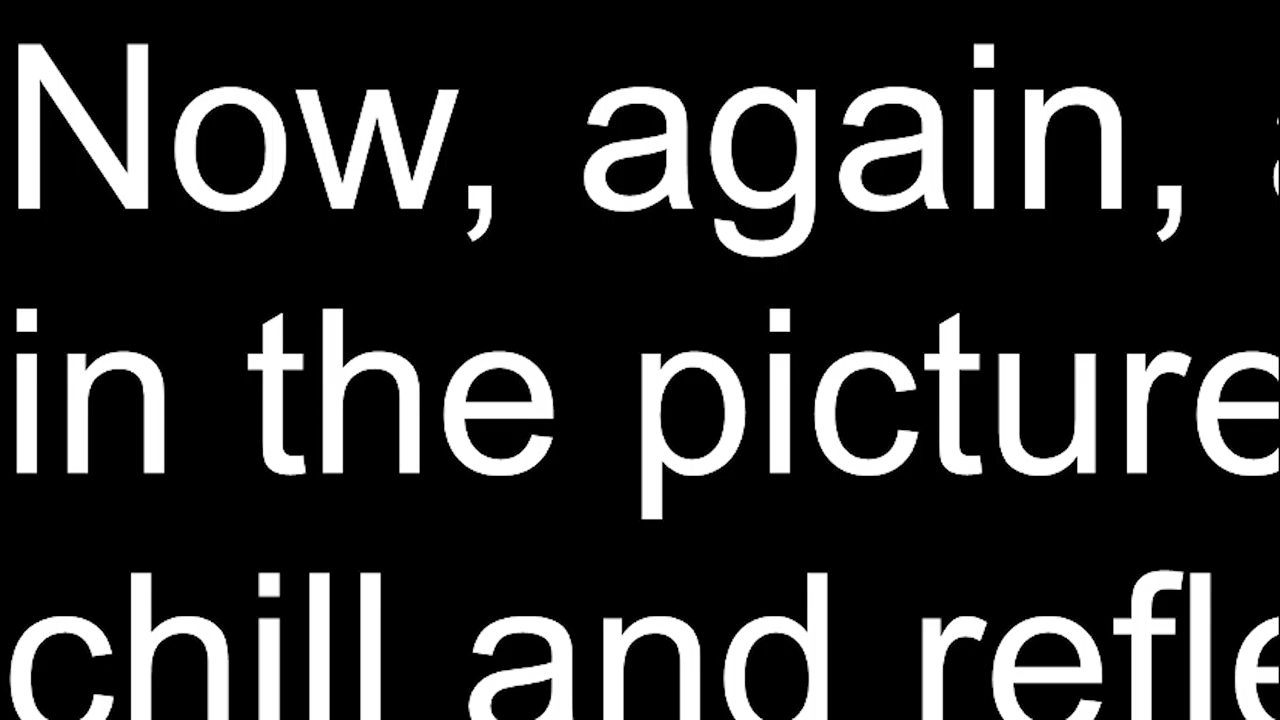 Now, again,
in the picture
chill and